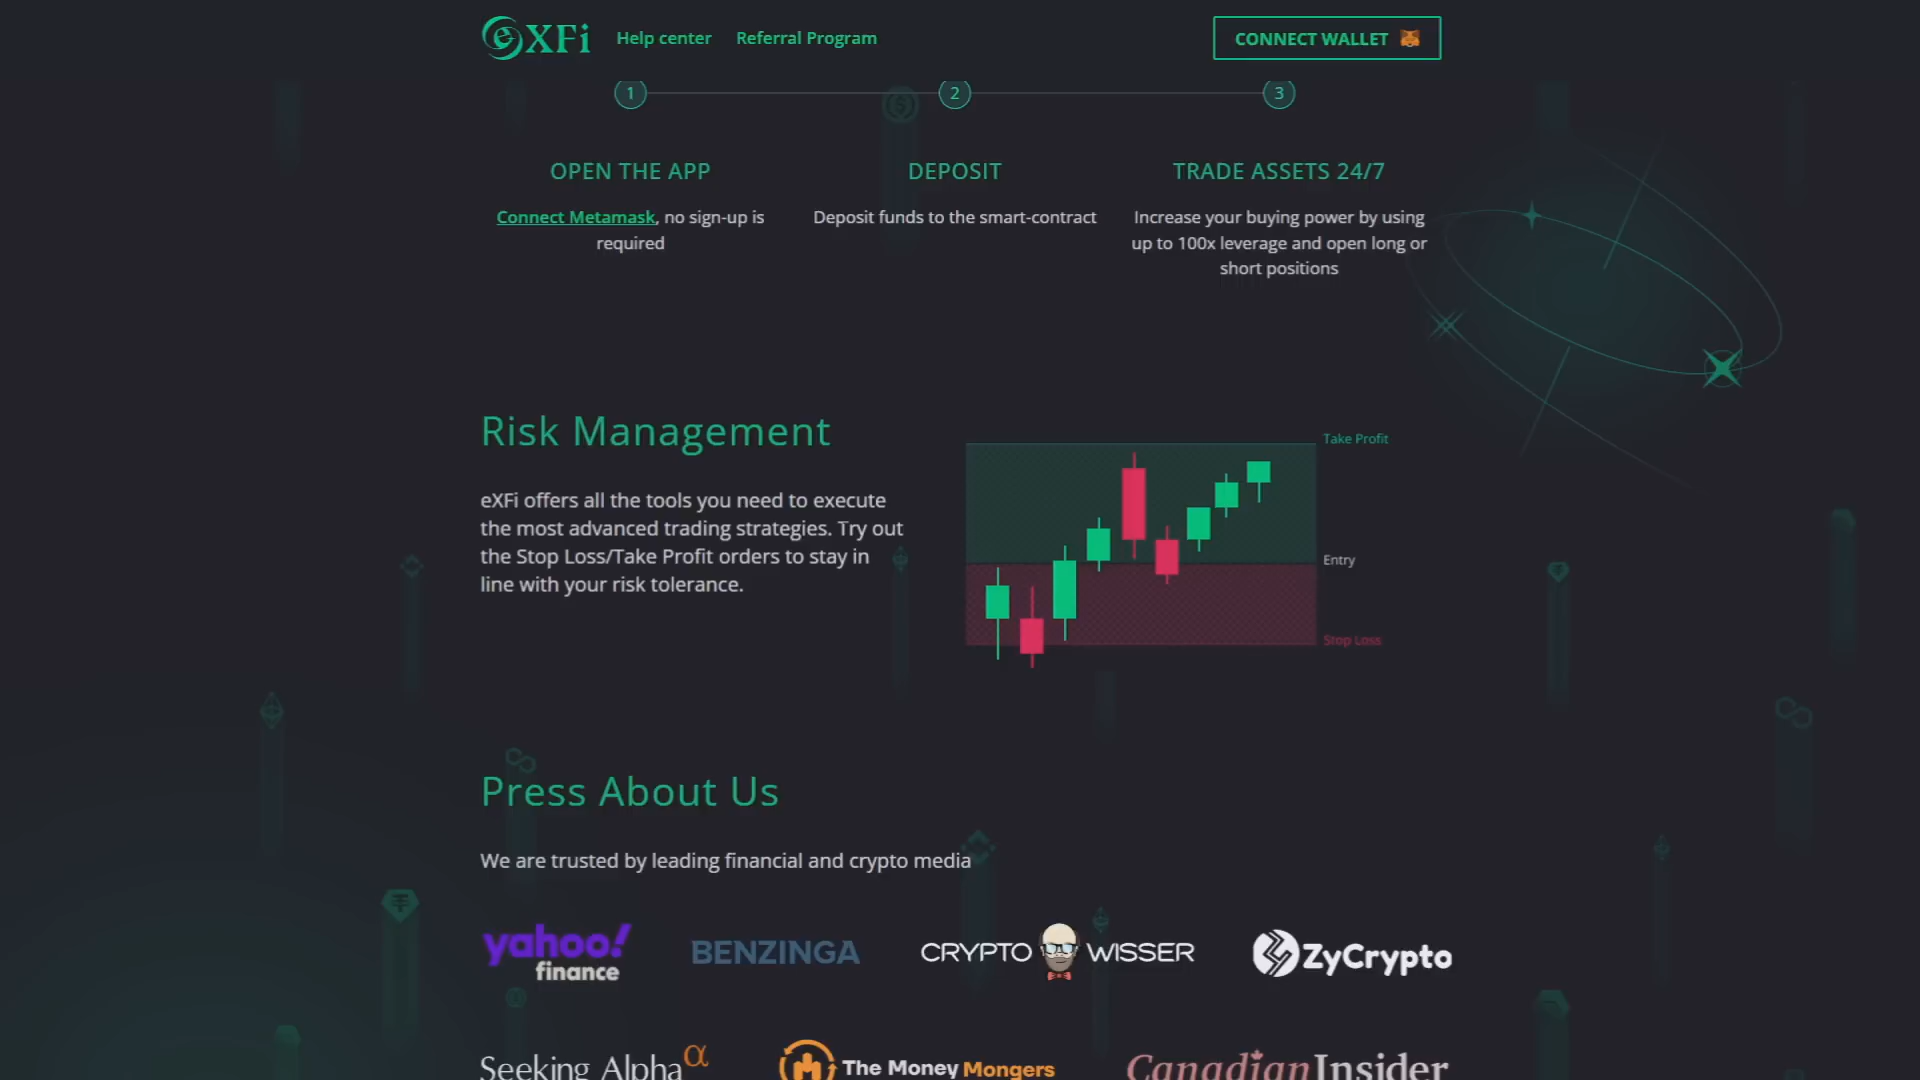 eXFi
Help center
Referral Program
CONNECT WALLET
1
2
3
OPEN THE APP
DEPOSIT
TRADE ASSETS 24/7
Connect Metamask, no sign-up is
required
Deposit funds to the smart-contract
Increase your buying power by using
up to 100x leverage and open long or
short positions
Risk Management
eXFi offers all the tools you need to execute
the most advanced trading strategies. Try out
the Stop Loss/Take Profit orders to stay in
line with your risk tolerance.
Take Profit
Entry
Stop Loss
Press About Us
We are trusted by leading financial and crypto media
yahoo!
finance
BENZINGA
CRYPTO WISSER
ZyCrypto
Seeking Alpha α
The Money Mongers
CanadianInsider